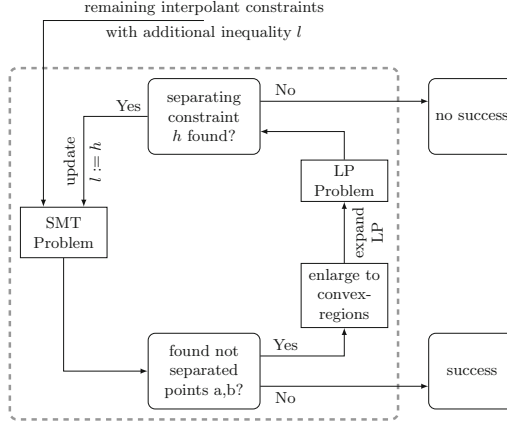 remaining interpolant constraints
with additional inequality l
separating
constraint
h found?
Yes
No
no success
update
l := h
SMT
Problem
LP
Problem
expand
LP
enlarge to
convex-
regions
found not
separated
points a,b?
Yes
No
success